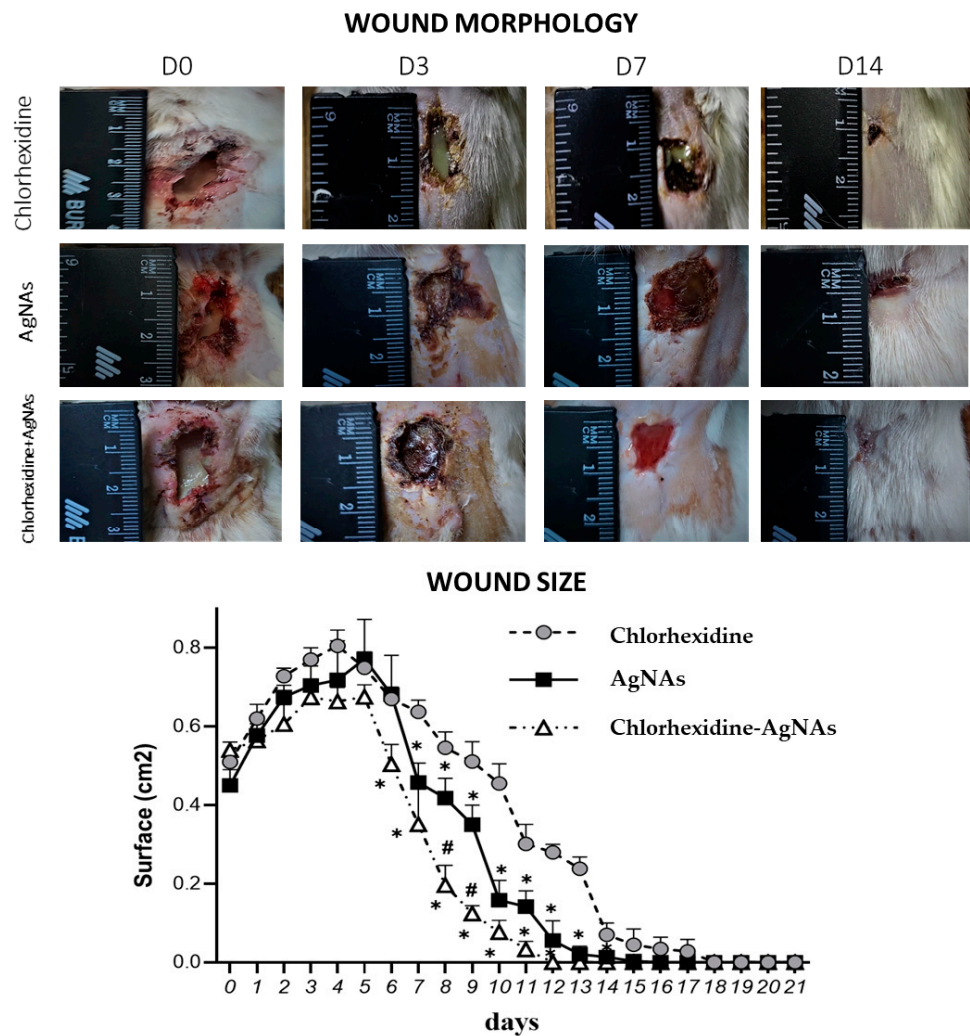 WOUND MORPHOLOGY
D0 D3 D7 D14
Chlorhexidine
AgNAs
Chlorhexidine+AgNAs
WOUND SIZE
Chlorhexidine
AgNAs
Chlorhexidine-AgNAs
Surface (cm2)
0.8
0.6
0.4
0.2
0.0
0 1 2 3 4 5 6 7 8 9 10 11 12 13 14 15 16 17 18 19 20 21
days